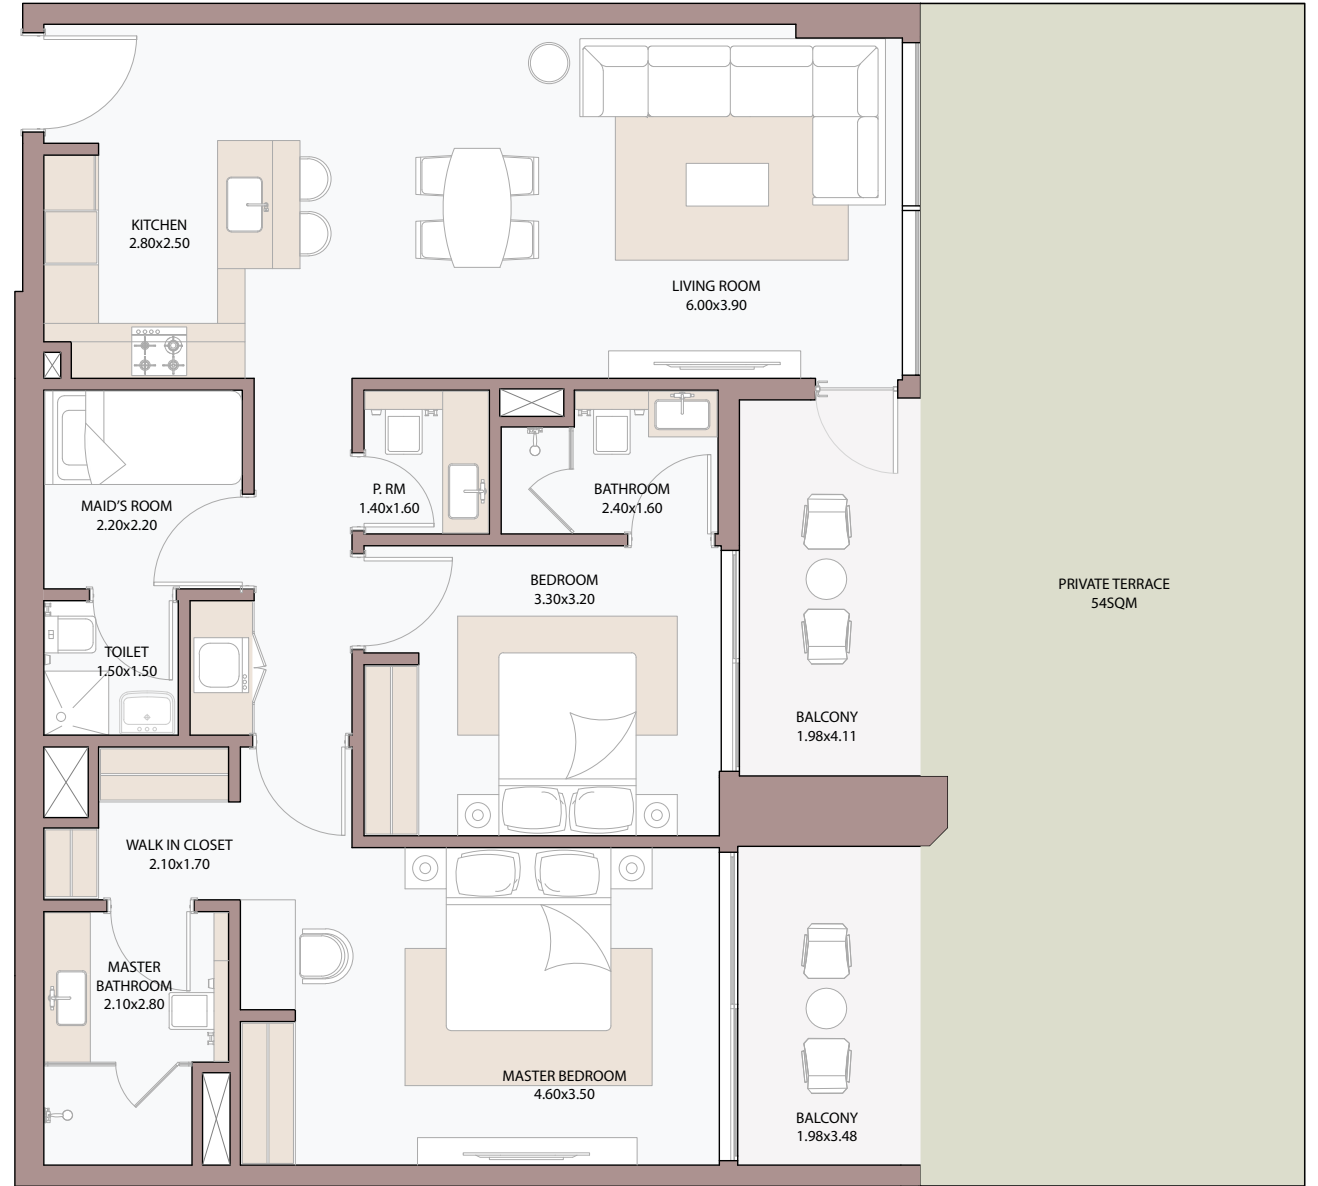 KITCHEN
2.80x2.50
LIVING ROOM
6.00x3.90
MAID'S ROOM
2.20x2.20
P. RM
1.40x1.60
BATHROOM
2.40x1.60
BEDROOM
3.30x3.20
PRIVATE TERRACE
54SQM
TOILET
1.50x1.50
BALCONY
1.98x4.11
WALK IN CLOSET
2.10x1.70
MASTER
BATHROOM
2.10x2.80
MASTER BEDROOM
4.60x3.50
BALCONY
1.98x3.48